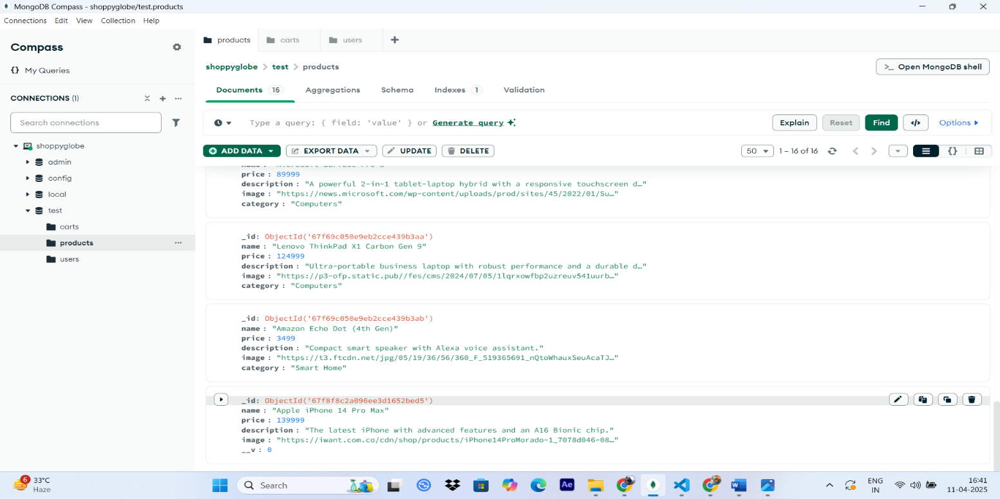 MongoDB Compass - shoppyglobe/test.products
Connections Edit View Collection Help
Compass
{} My Queries
CONNECTIONS (1)
Search connections
shoppyglobe
admin
config
local
test
carts
products
users
products carts users
shoppyglobe > test > products
>_ Open MongoDB shell
Documents 15 Aggregations Schema Indexes 1 Validation
Type a query: { field: 'value' } or Generate query
Explain Reset Find </> Options
ADD DATA EXPORT DATA UPDATE DELETE
50 1 – 16 of 16 {}
price : 89999
description : "A powerful 2-in-1 tablet-laptop hybrid with a responsive touchscreen d…"
image : "https://news.microsoft.com/wp-content/uploads/prod/sites/45/2022/01/Su…"
category : "Computers"
_id: ObjectId('67f69c050e9eb2cce439b3aa')
name : "Lenovo ThinkPad X1 Carbon Gen 9"
price : 124999
description : "Ultra-portable business laptop with robust performance and a durable d…"
image : "https://p3-ofp.static.pub//fes/cms/2024/07/05/1lqrxowfbp2uzreuv541uurb…"
category : "Computers"
_id: ObjectId('67f69c050e9eb2cce439b3ab')
name : "Amazon Echo Dot (4th Gen)"
price : 3499
description : "Compact smart speaker with Alexa voice assistant."
image : "https://t3.ftcdn.net/jpg/05/19/36/56/360_F_519365691_nQtoWhauxSeuAcaTJ…"
category : "Smart Home"
_id: ObjectId('67f8f8c2a096ee3d1652bed5')
name : "Apple iPhone 14 Pro Max"
price : 139999
description : "The latest iPhone with advanced features and an A16 Bionic chip."
image : "https://iwant.com.co/cdn/shop/products/iPhone14ProMorado-1_7078d046-08…"
__v : 0
6
33°C
Haze
Search
Ae
ENG
IN
16:41
11-04-2025